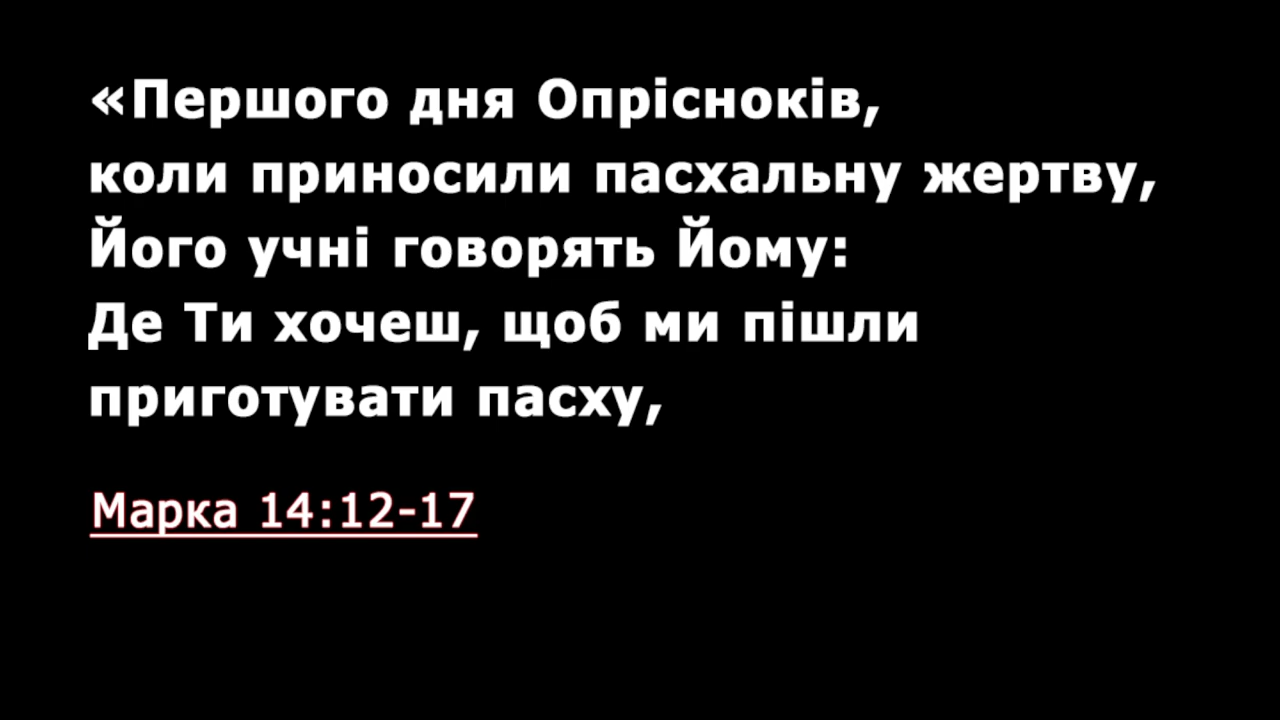 «Першого дня Опрісноків,
коли приносили пасхальну жертву,
Його учні говорять Йому:
Де Ти хочеш, щоб ми пішли
приготувати пасху,
Марка 14:12-17